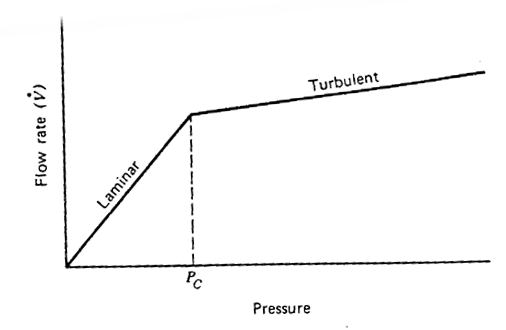 Flow rate (V̇)
Laminar
Turbulent
P_C
Pressure